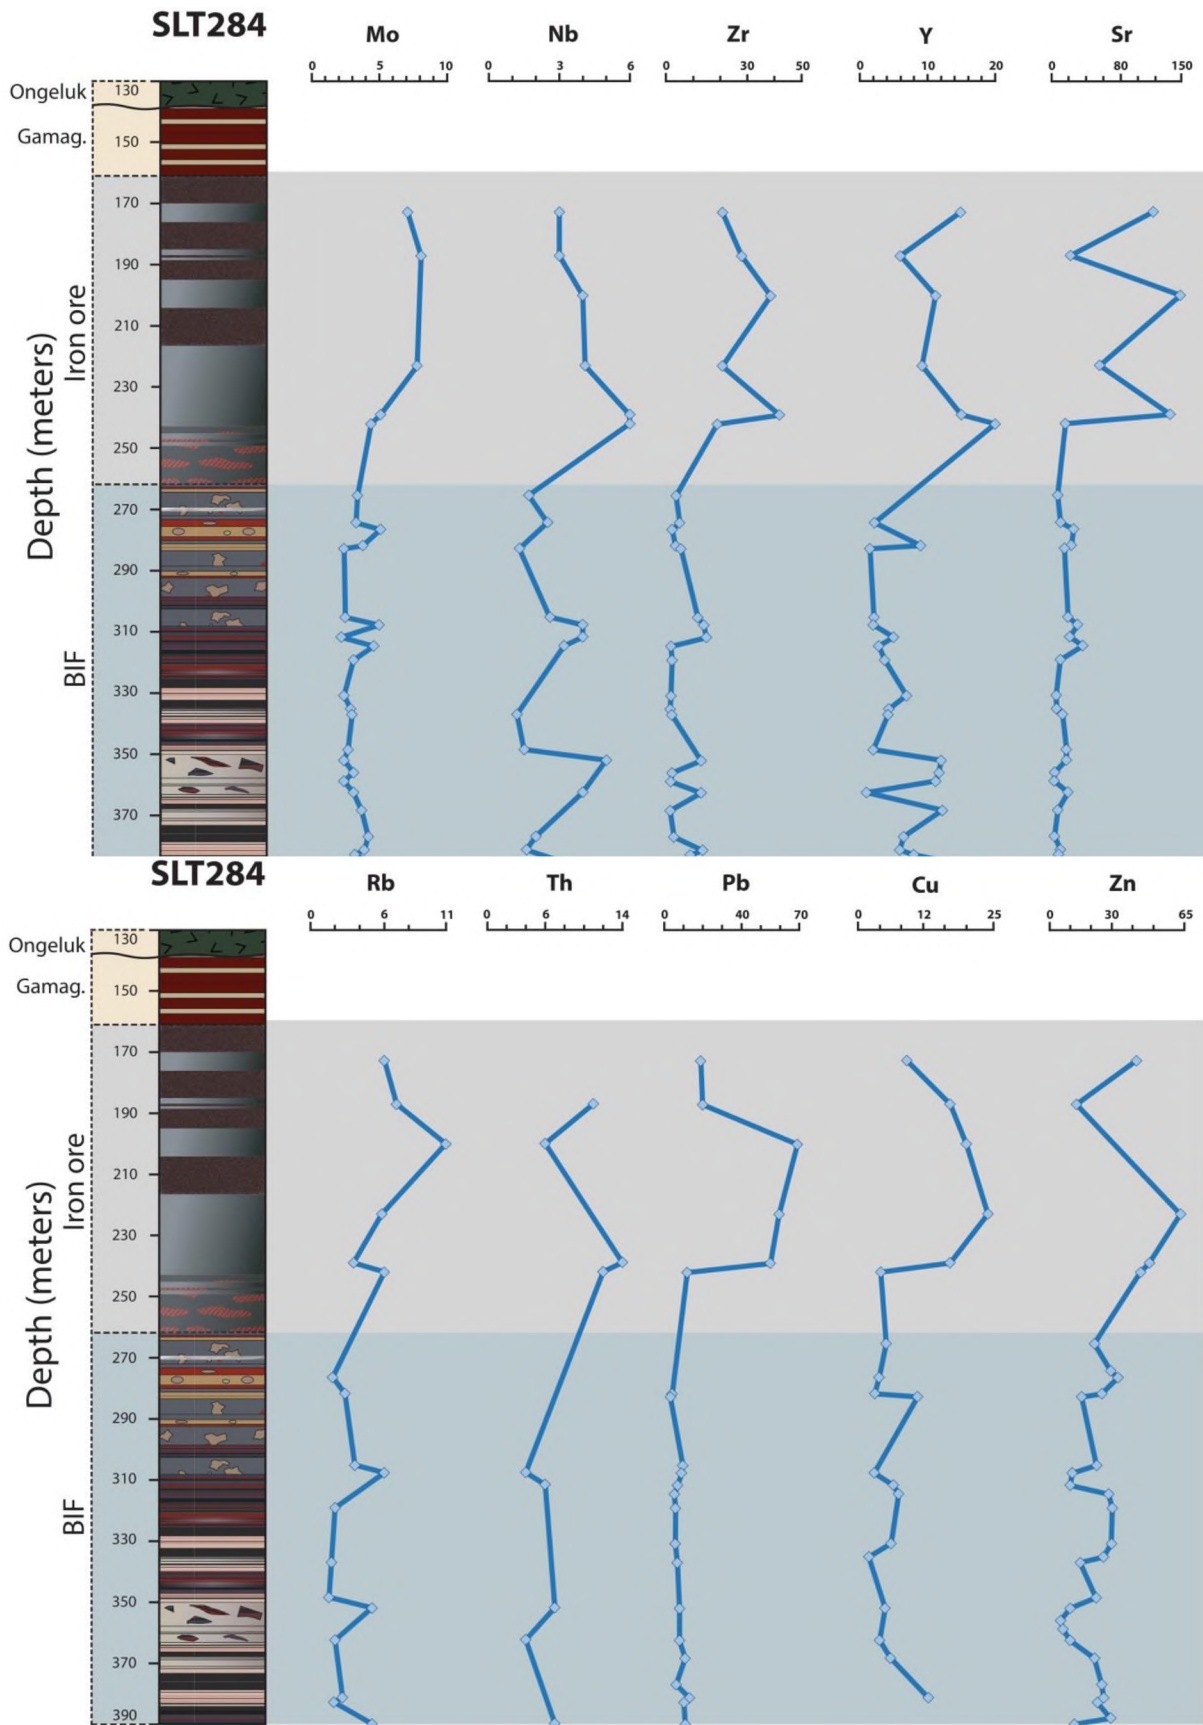 SLT284
Mo Nb Zr Y Sr
0 5 10 0 3 6 0 30 50 0 10 20 0 80 150
Ongeluk
Gamag.
Iron ore
BIF
Depth (meters)
130
150
170
190
210
230
250
270
290
310
330
350
370
SLT284
Rb Th Pb Cu Zn
0 6 11 0 6 14 0 40 70 0 12 25 0 30 65
Ongeluk
Gamag.
Iron ore
BIF
Depth (meters)
130
150
170
190
210
230
250
270
290
310
330
350
370
390